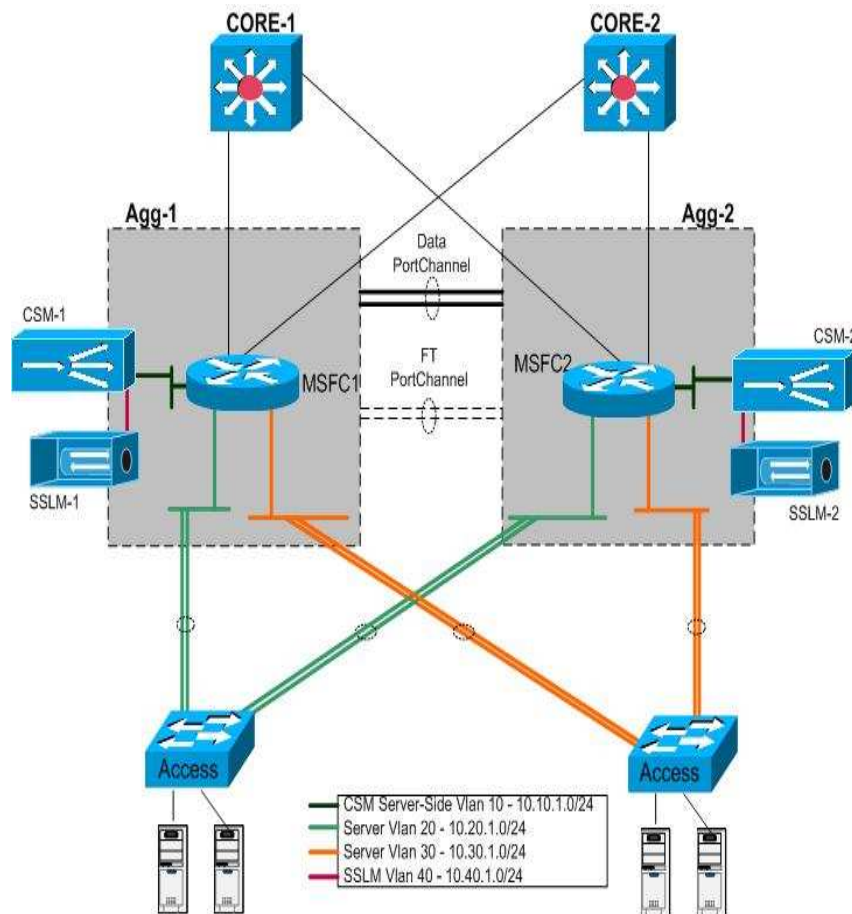 CORE-1
CORE-2
Agg-1
Agg-2
Data
PortChannel
CSM-1
CSM-2
FT
PortChannel
MSFC1
MSFC2
SSLM-1
SSLM-2
Access
Access
CSM Server-Side Vlan 10 - 10.10.1.0/24
Server Vlan 20 - 10.20.1.0/24
Server Vlan 30 - 10.30.1.0/24
SSLM Vlan 40 - 10.40.1.0/24